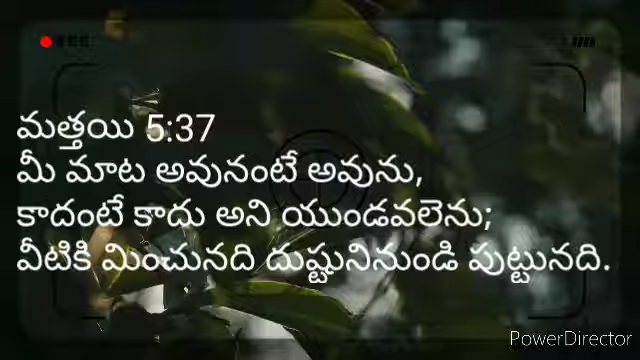 మత్తయి 5:37
మీ మాట అవునంటే అవును,
కాదంటే కాదు అని యుండవలెను;
వీటికి మించునది దుష్టునినుండి పుట్టునది.
PowerDirector